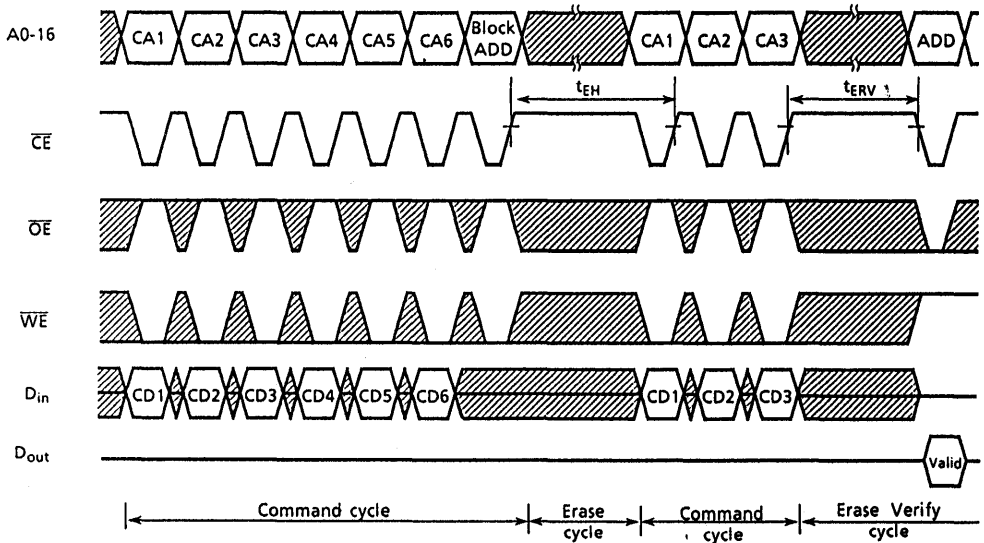 A0-16 CA1 CA2 CA3 CA4 CA5 CA6 Block ADD CA1 CA2 CA3 ADD
tEH tERV
CE
OE
WE
Din CD1 CD2 CD3 CD4 CD5 CD6 CD1 CD2 CD3
Dout Valid
Command cycle Erase cycle Command cycle Erase Verify cycle